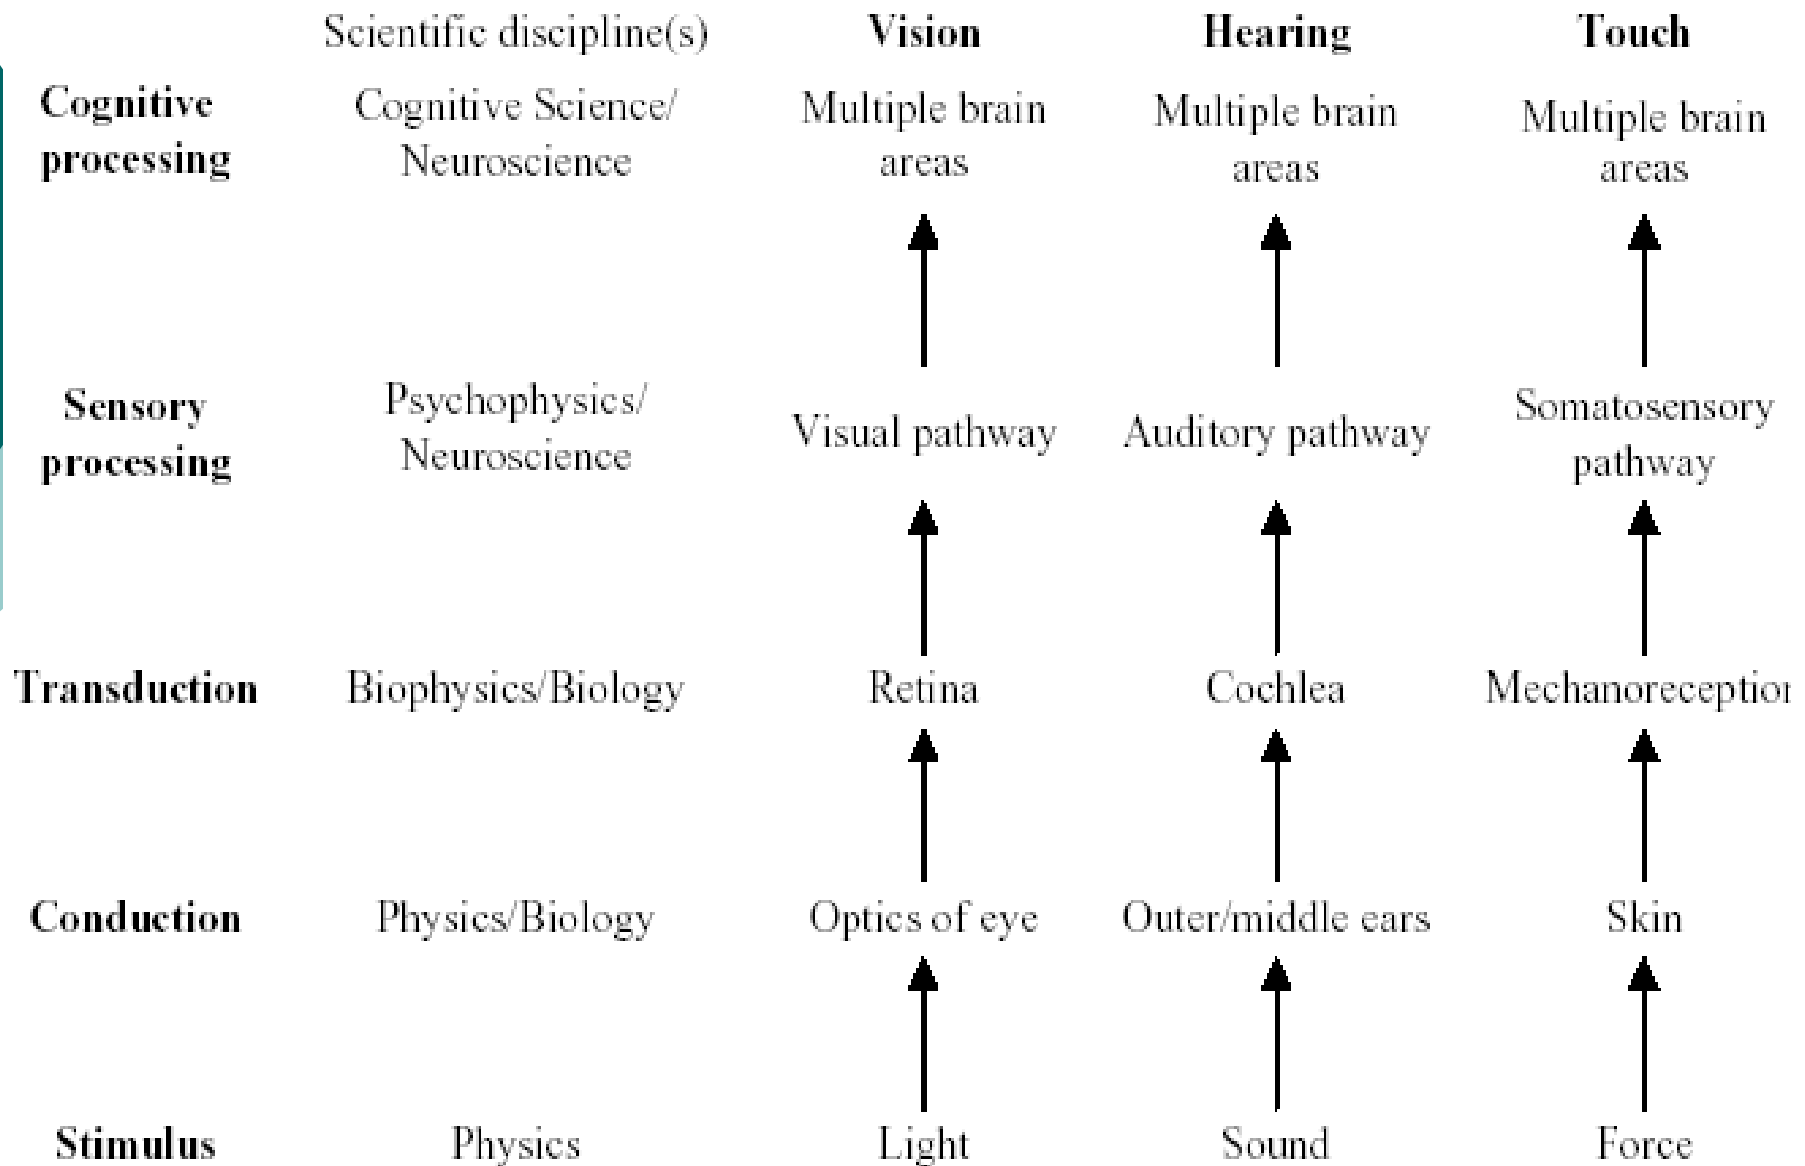 Scientific discipline(s) Vision Hearing Touch
Cognitive processing Cognitive Science/ Neuroscience Multiple brain areas Multiple brain areas Multiple brain areas
Sensory processing Psychophysics/ Neuroscience Visual pathway Auditory pathway Somatosensory pathway
Transduction Biophysics/Biology Retina Cochlea Mechanoreception
Conduction Physics/Biology Optics of eye Outer/middle ears Skin
Stimulus Physics Light Sound Force